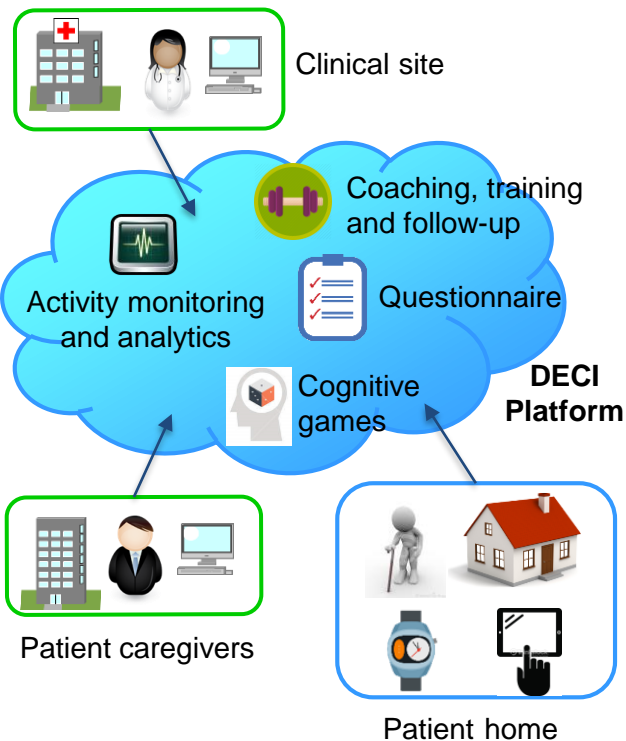 Clinical site
Coaching, training
and follow-up
Activity monitoring
and analytics
Questionnaire
Cognitive
games
DECI
Platform
Patient caregivers
Patient home